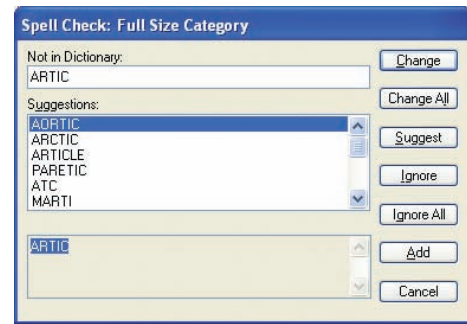 Spell Check: Full Size Category
Not in Dictionary:
ARTIC
Change
Suggestions:
Change All
AORTIC
ARCTIC
ARTICLE
PARETIC
ATC
MARTI
Suggest
Ignore
Ignore All
ARTIC
Add
Cancel